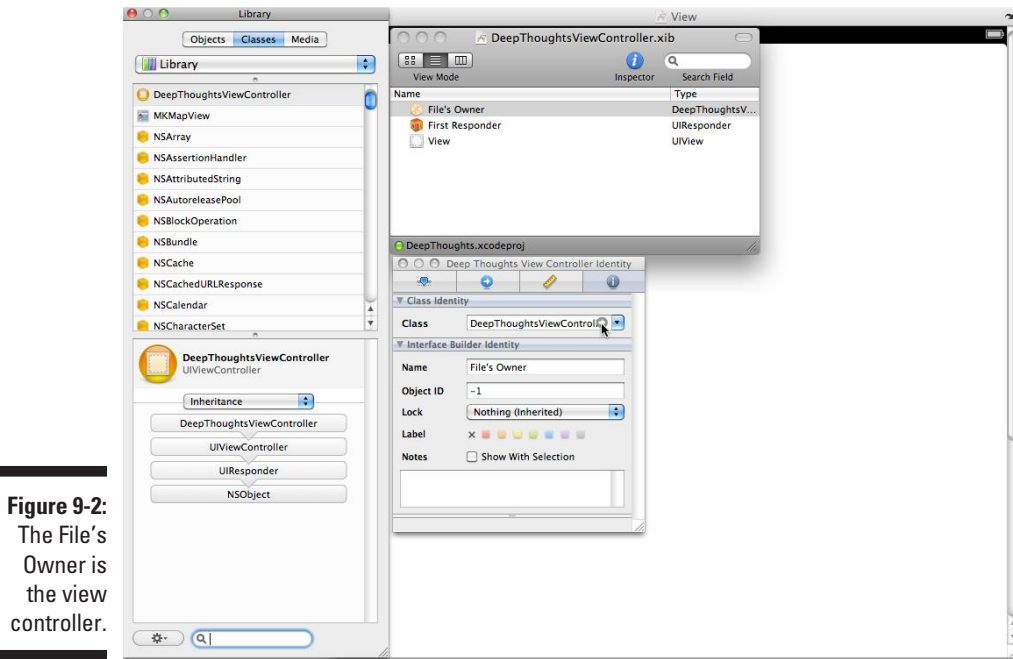 Library
Objects Classes Media
Library
DeepThoughtsViewController
MKMapView
NSArray
NSAssertionHandler
NSAttributedString
NSAutoreleasePool
NSBlockOperation
NSBundle
NSCache
NSCachedURLResponse
NSCalendar
NSCharacterSet
DeepThoughtsViewController
UIViewController
Inheritance
DeepThoughtsViewController
UIViewController
UIResponder
NSObject
View
DeepThoughtsViewController.xib
View Mode Inspector Search Field
Name Type
File's Owner DeepThoughtsV...
First Responder UIResponder
View UIView
DeepThoughts.xcodeproj
Deep Thoughts View Controller Identity
Class Identity
Class DeepThoughtsViewControll
Interface Builder Identity
Name File's Owner
Object ID -1
Lock Nothing (Inherited)
Label
Notes Show With Selection
Figure 9-2:
The File’s
Owner is
the view
controller.